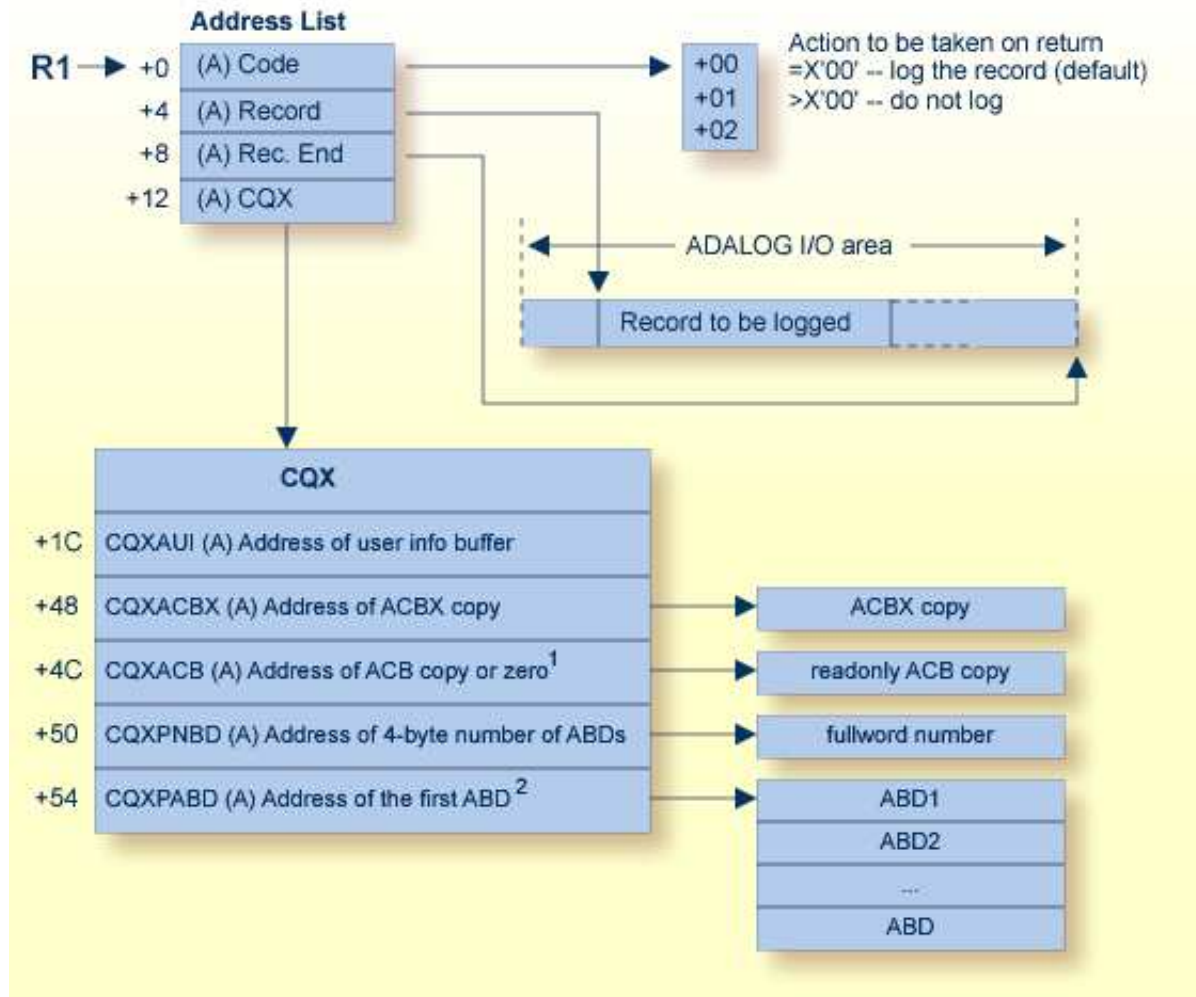 Address List
R1
+0 (A) Code
+4 (A) Record
+8 (A) Rec. End
+12 (A) CQX
+00
+01
+02
Action to be taken on return
=X'00' -- log the record (default)
>X'00' -- do not log
ADALOG I/O area
Record to be logged
CQX
+1C CQXAUI (A) Address of user info buffer
+48 CQXACBX (A) Address of ACBX copy
ACBX copy
+4C CQXACB (A) Address of ACB copy or zero1
readonly ACB copy
+50 CQXPNBD (A) Address of 4-byte number of ABDs
fullword number
+54 CQXPABD (A) Address of the first ABD 2
ABD1
ABD2
...
ABD